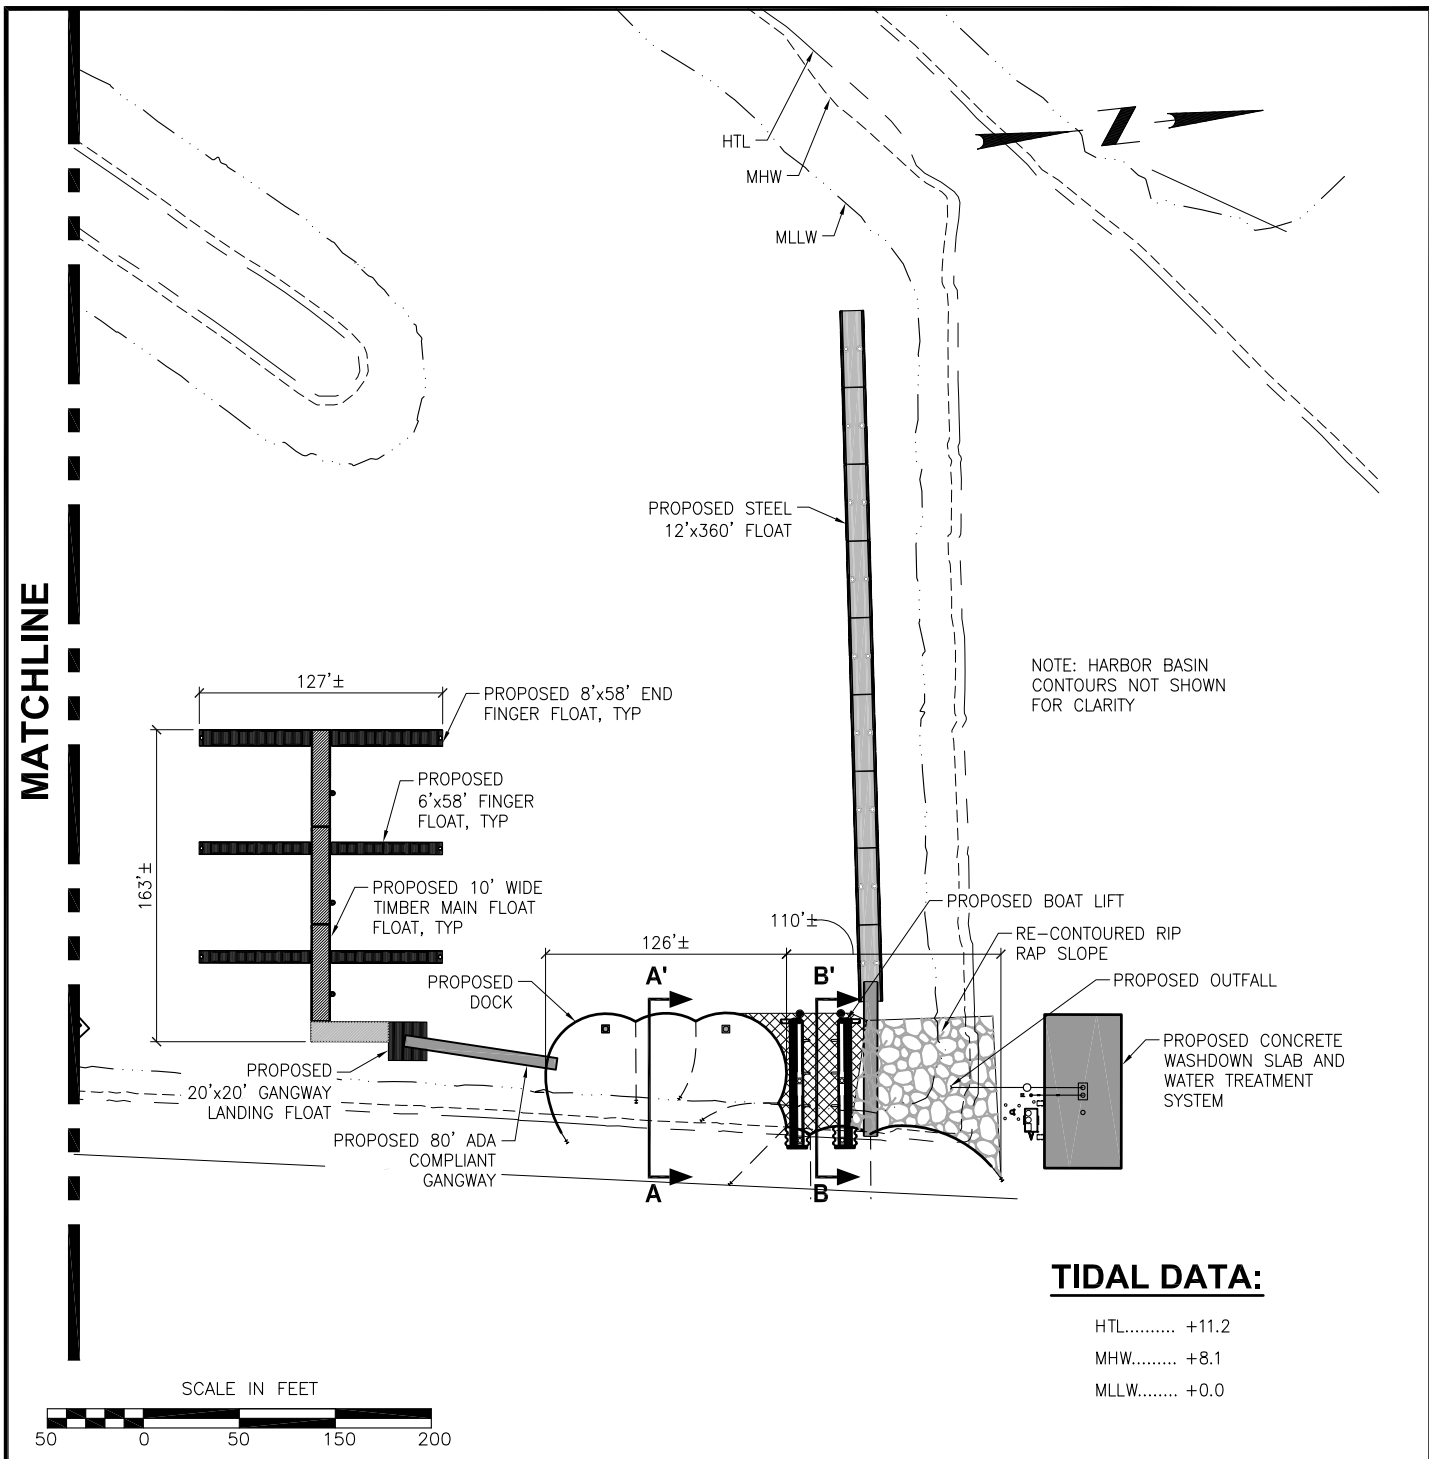 HTL
MHW
MLLW
Z
PROPOSED STEEL
12'x360' FLOAT
MATCHLINE
NOTE: HARBOR BASIN
CONTOURS NOT SHOWN
FOR CLARITY
127'±
PROPOSED 8'x58' END
FINGER FLOAT, TYP
PROPOSED
6'x58' FINGER
FLOAT, TYP
163'±
PROPOSED 10' WIDE
TIMBER MAIN FLOAT
FLOAT, TYP
PROPOSED BOAT LIFT
110'±
126'±
RE-CONTOURED RIP
RAP SLOPE
A'
B'
PROPOSED
DOCK
PROPOSED OUTFALL
PROPOSED CONCRETE
WASHDOWN SLAB AND
WATER TREATMENT
SYSTEM
PROPOSED
20'x20' GANGWAY
LANDING FLOAT
PROPOSED 80' ADA
COMPLIANT
GANGWAY
A
B
TIDAL DATA:
HTL.......... +11.2
MHW......... +8.1
MLLW........ +0.0
SCALE IN FEET
50 0 50 150 200